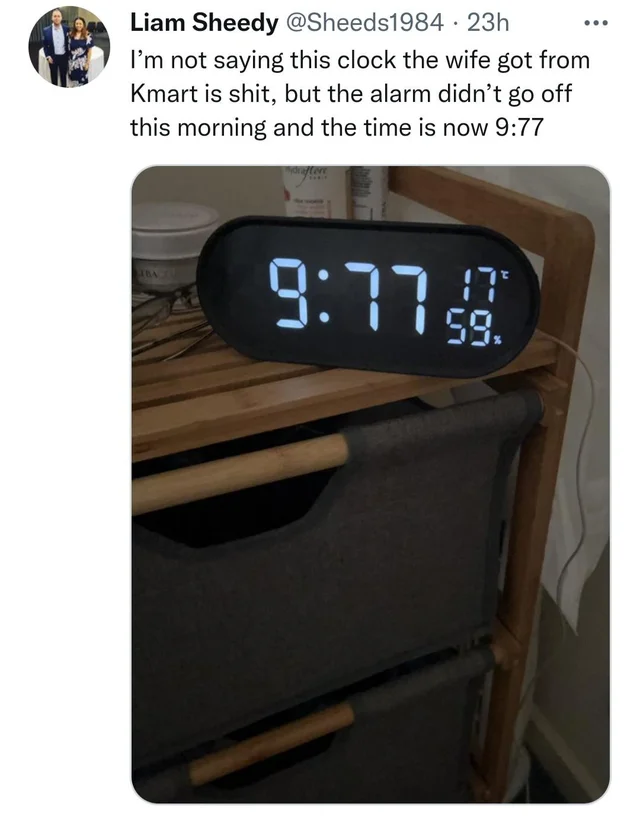 Liam Sheedy @Sheeds1984 · 23h
I’m not saying this clock the wife got from
Kmart is shit, but the alarm didn’t go off
this morning and the time is now 9:77
9:77
17°C
59%